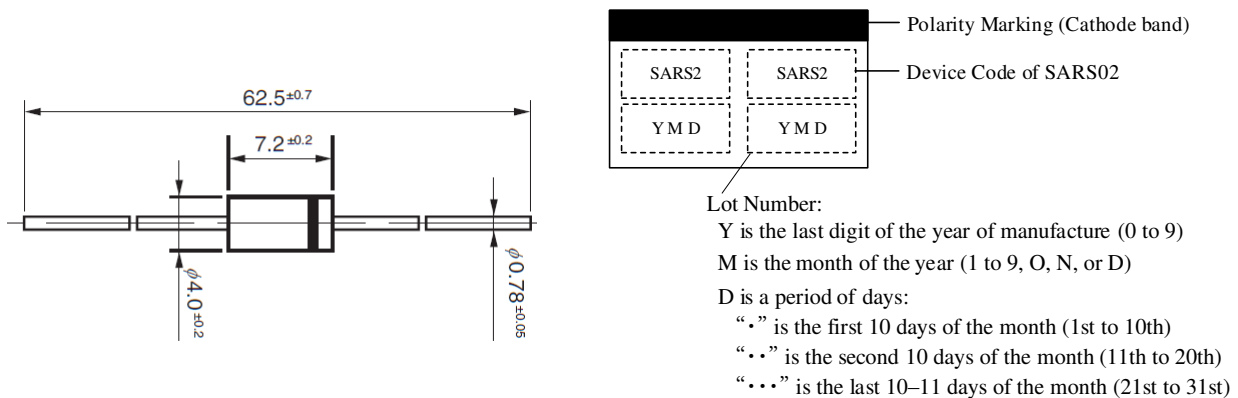 62.5±0.7
7.2±0.2
φ4.0±0.2
φ0.78±0.05
Polarity Marking (Cathode band)
SARS2 SARS2
Device Code of SARS02
Y M D Y M D
Lot Number:
Y is the last digit of the year of manufacture (0 to 9)
M is the month of the year (1 to 9, O, N, or D)
D is a period of days:
“･” is the first 10 days of the month (1st to 10th)
“･･” is the second 10 days of the month (11th to 20th)
“･･･” is the last 10–11 days of the month (21st to 31st)